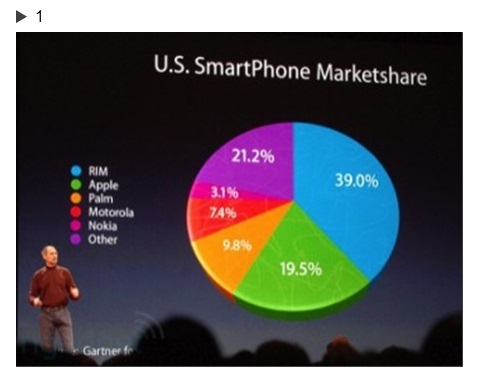 ▶ 1
U.S. SmartPhone Marketshare
21.2%
39.0%
RIM
Apple
Palm
Motorola
Nokia
Other
3.1%
7.4%
9.8%
19.5%
Gartner